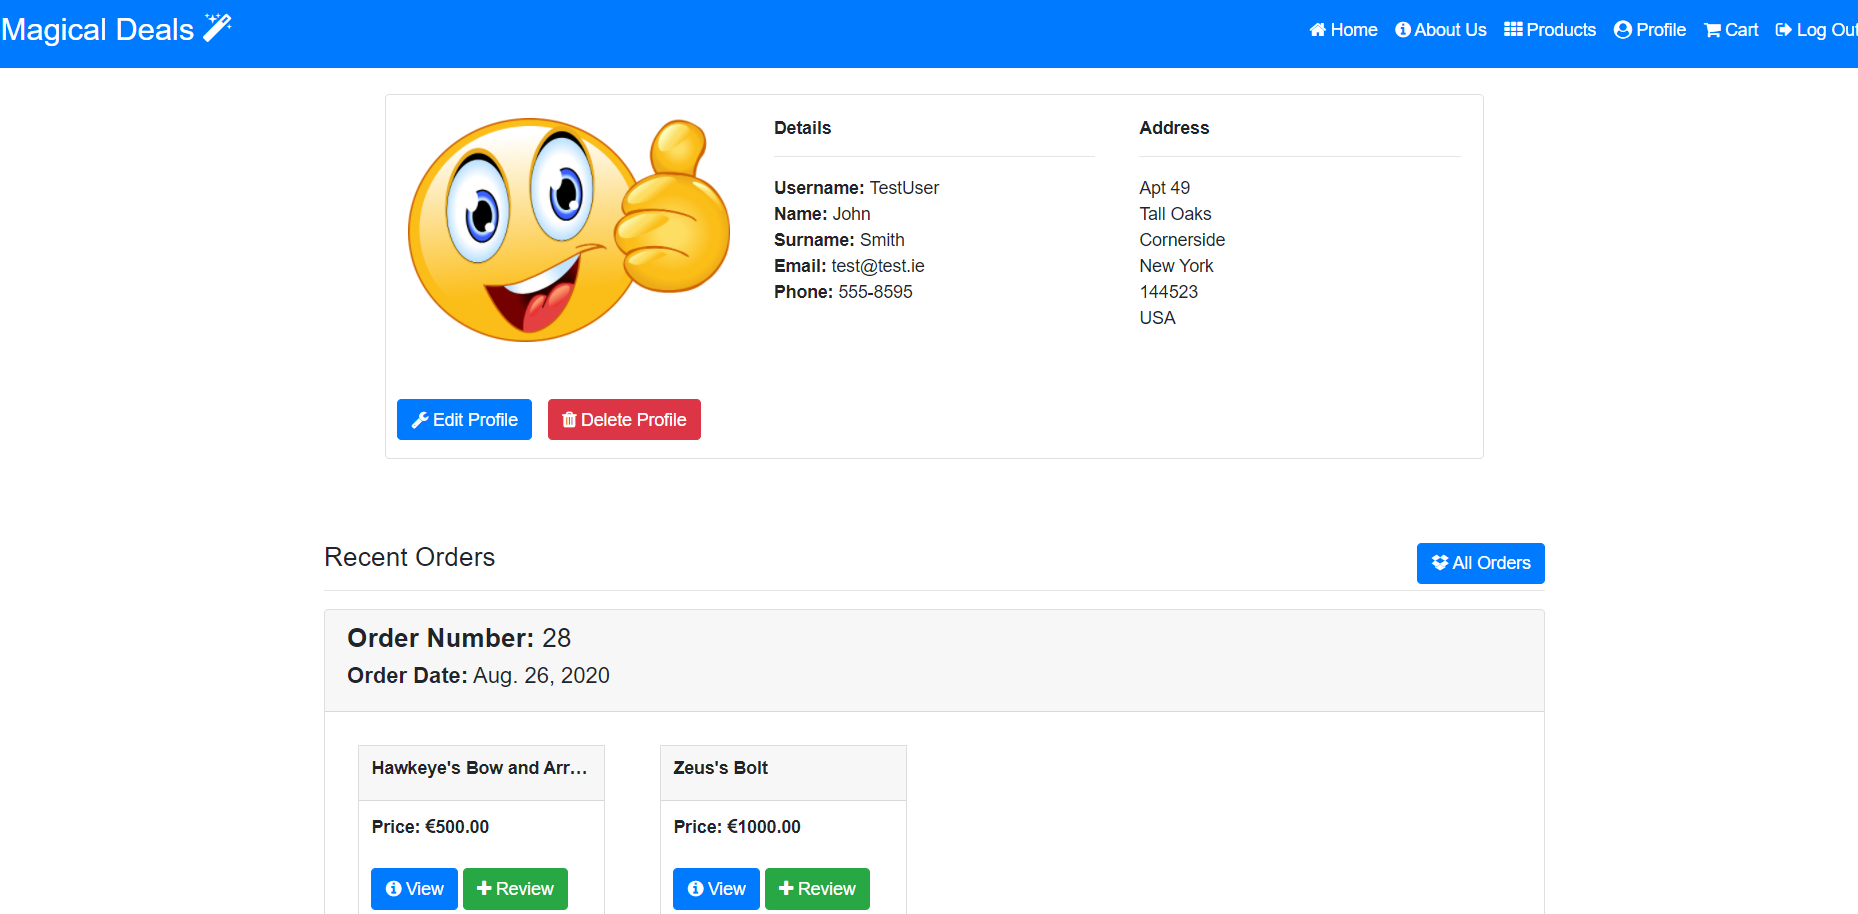 Magical Deals
Home About Us Products Profile Cart Log Out
Details
Username: TestUser
Name: John
Surname: Smith
Email: test@test.ie
Phone: 555-8595
Address
Apt 49
Tall Oaks
Cornerside
New York
144523
USA
Edit Profile Delete Profile
Recent Orders
All Orders
Order Number: 28
Order Date: Aug. 26, 2020
Hawkeye's Bow and Arr...
Price: €500.00
View Review
Zeus's Bolt
Price: €1000.00
View Review